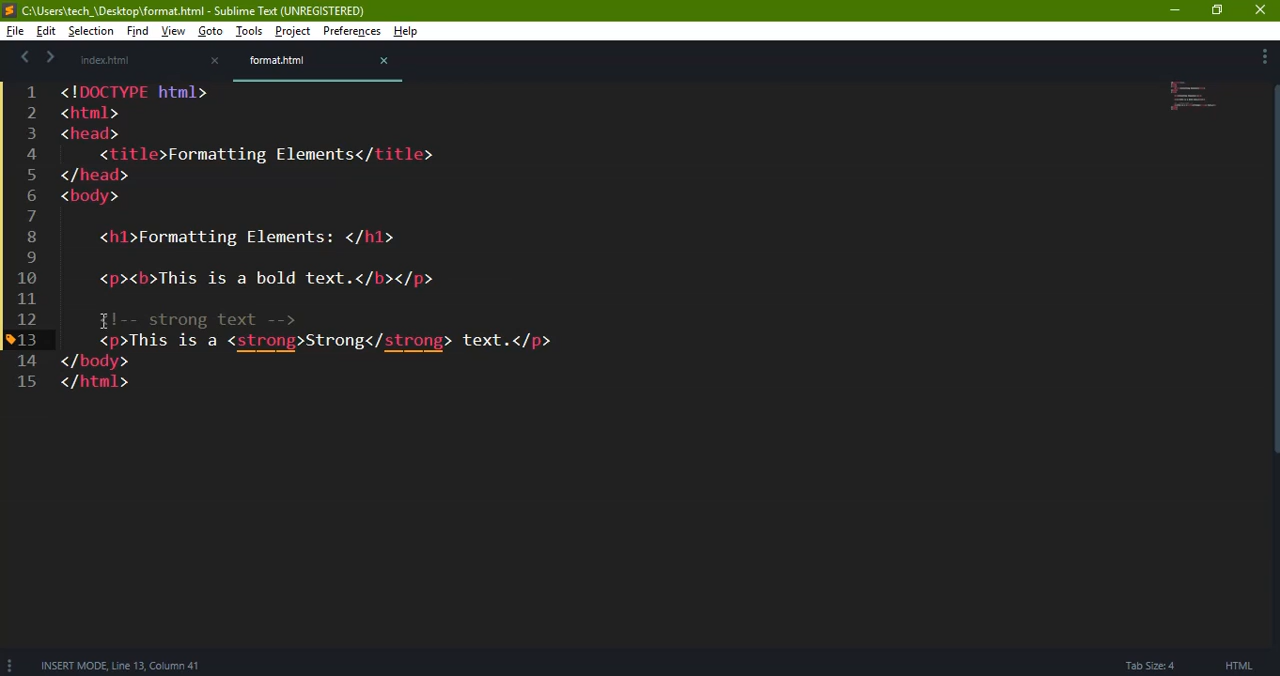 C:\Users\tech_\Desktop\format.html - Sublime Text (UNREGISTERED)
File Edit Selection Find View Goto Tools Project Preferences Help
index.html format.html
1 <!DOCTYPE html>
2 <html>
3 <head>
4 <title>Formatting Elements</title>
5 </head>
6 <body>
7
8 <h1>Formatting Elements: </h1>
9
10 <p><b>This is a bold text.</b></p>
11
12 <!-- strong text -->
13 <p>This is a <strong>Strong</strong> text.</p>
14 </body>
15 </html>
INSERT MODE, Line 13, Column 41 Tab Size: 4 HTML